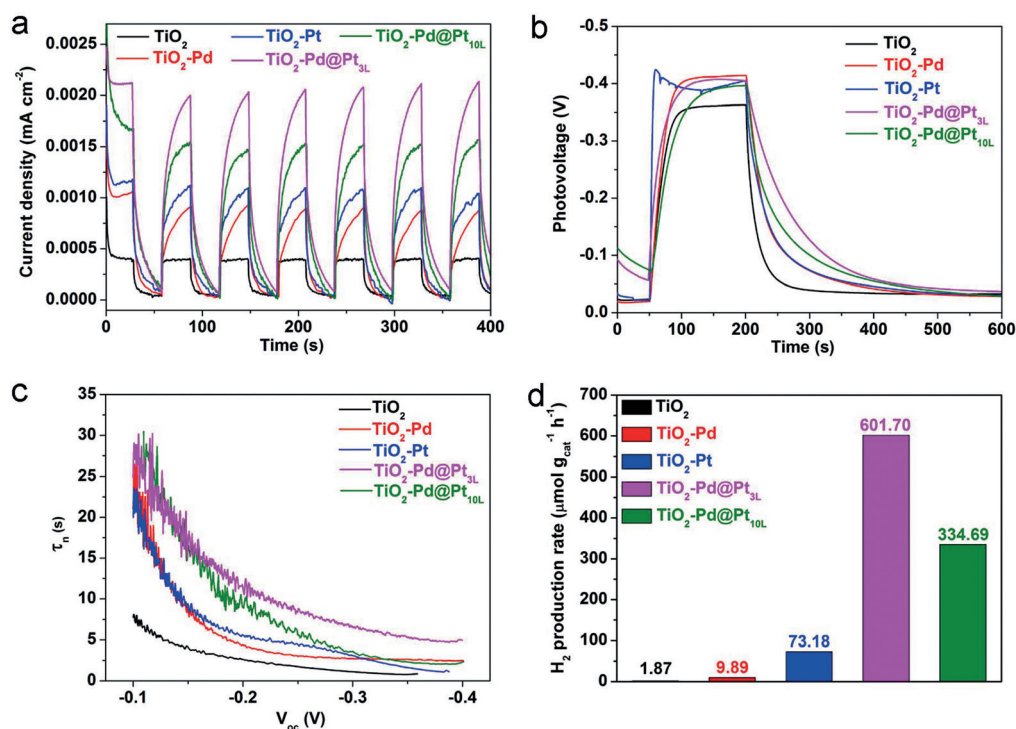 a
0.0025
0.0020
0.0015
0.0010
0.0005
0.0000
Current density (mA cm⁻²)
TiO₂ TiO₂-Pt TiO₂-Pd@Pt₁₀L
TiO₂-Pd TiO₂-Pd@Pt₃L
0 100 200 300 400
Time (s)
b
-0.5
-0.4
-0.3
-0.2
-0.1
0.0
Photovoltage (V)
TiO₂
TiO₂-Pd
TiO₂-Pt
TiO₂-Pd@Pt₃L
TiO₂-Pd@Pt₁₀L
0 100 200 300 400 500 600
Time (s)
c
35
30
25
20
15
10
5
0
τₙ (s)
TiO₂
TiO₂-Pd
TiO₂-Pt
TiO₂-Pd@Pt₃L
TiO₂-Pd@Pt₁₀L
-0.1 -0.2 -0.3 -0.4
V_oc (V)
d
700
600
500
400
300
200
100
0
H₂ production rate (μmol g_cat⁻¹ h⁻¹)
TiO₂
TiO₂-Pd
TiO₂-Pt
TiO₂-Pd@Pt₃L
TiO₂-Pd@Pt₁₀L
1.87 9.89 73.18 601.70 334.69